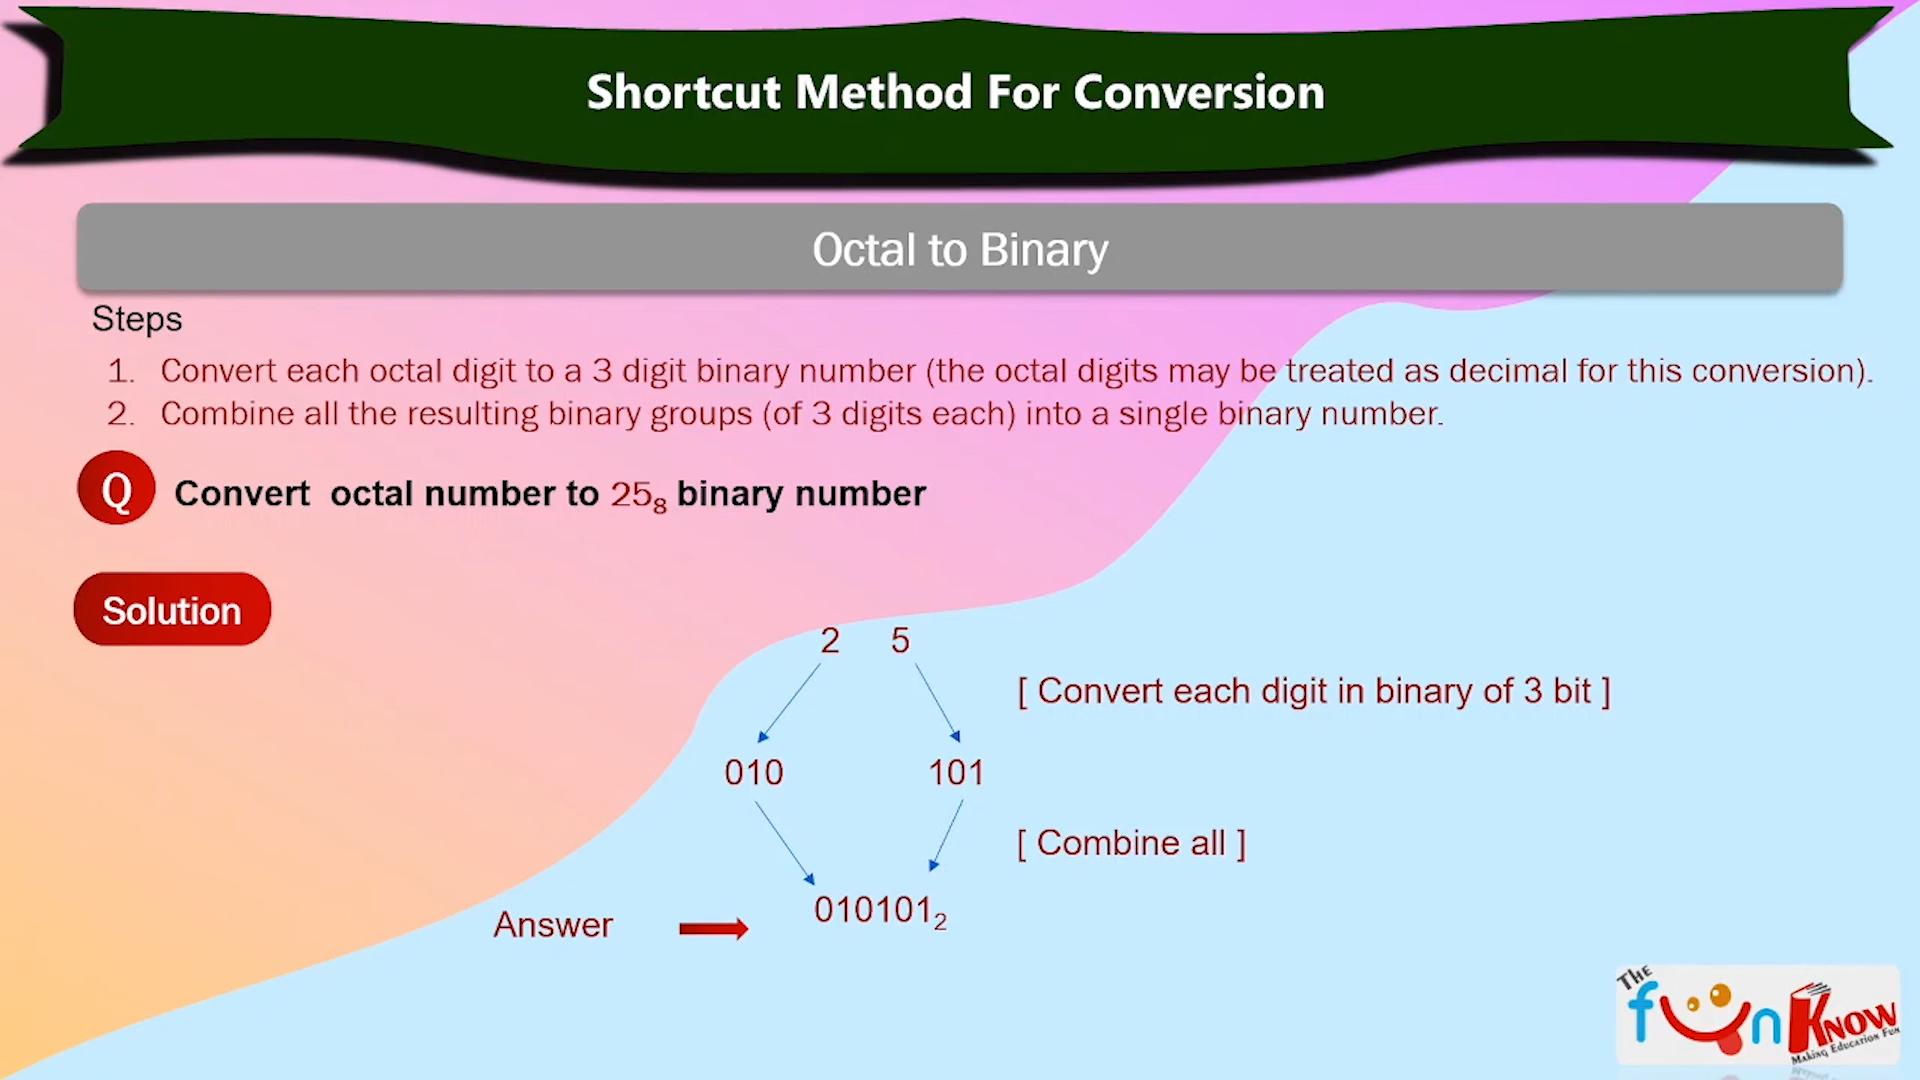 Shortcut Method For Conversion
Octal to Binary
Steps
1. Convert each octal digit to a 3 digit binary number (the octal digits may be treated as decimal for this conversion).
2. Combine all the resulting binary groups (of 3 digits each) into a single binary number.
Q Convert octal number to 25₈ binary number
Solution
2 5
[ Convert each digit in binary of 3 bit ]
010 101
[ Combine all ]
Answer 010101₂
THE
fun KNOW
Making Education Fun